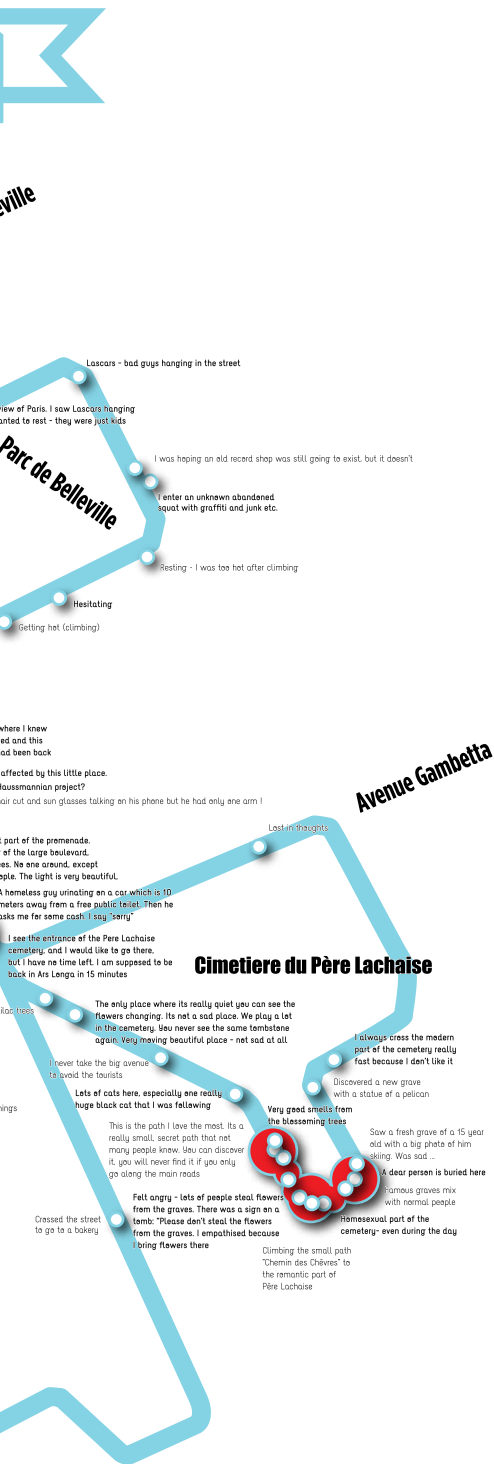 Lascars - bad guys hanging in the street
view of Paris. I saw Lascars hanging
anted to rest - they were just kids
Parc de Belleville
I was hoping an old record shop was still going to exist, but it doesn't
I enter an unknown abandoned
squat with graffiti and junk etc.
Resting - I was too hot after climbing
Hesitating
Getting hot (climbing)
where I knew
ed and this
ad been back
affected by this little place.
Haussmannian project?
air cut and sun glasses talking on his phone but he had only one arm !
Avenue Gambetta
Lost in thoughts
t part of the promenade.
of the large boulevard,
es. No one around, except
ople. The light is very beautiful,
A homeless guy urinating on a car which is 10
meters away from a free public toilet. Then he
asks me for some cash. I say "sorry"
I see the entrance of the Pere Lachaise
cemetery, and I would like to go there,
but I have no time left. I am supposed to be
back in Ars Longa in 15 minutes
Cimetiere du Père Lachaise
lilac trees
The only place where its really quiet you can see the
flowers changing. Its not a sad place. We play a lot
in the cemetery. You never see the same tombstone
again. Very moving beautiful place - not sad at all
I always cross the modern
part of the cemetery really
fast because I don't like it
I never take the big avenue
to avoid the tourists
Discovered a new grave
with a statue of a pelican
Lots of cats here, especially one really
huge black cat that I was following
Very good smells from
the blossoming trees
This is the path I love the most. Its a
really small, secret path that not
many people know. You can discover
it, you will never find it if you only
go along the main roads
Saw a fresh grave of a 15 year
old with a big photo of him
skiing. Was sad ...
A dear person is buried here
Famous graves mix
with normal people
Felt angry - lots of people steal flowers
from the graves. There was a sign on a
tomb: "Please don't steal the flowers
from the graves. I empathised because
I bring flowers there
Crossed the street
to go to a bakery
Homosexual part of the
cemetery- even during the day
Climbing the small path
"Chemin des Chèvres" to
the romantic part of
Père Lachaise